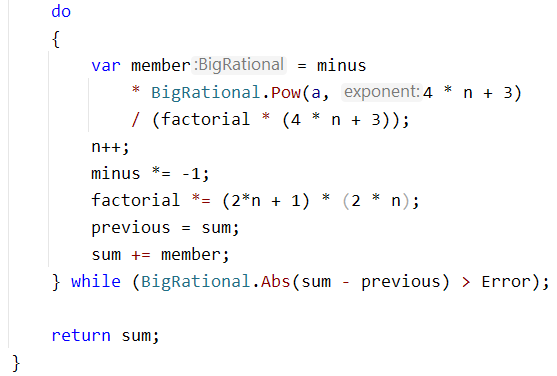 do
{
var member:BigRational = minus
* BigRational.Pow(a, exponent:4 * n + 3)
/ (factorial * (4 * n + 3));
n++;
minus *= -1;
factorial *= (2*n + 1) * (2 * n);
previous = sum;
sum += member;
} while (BigRational.Abs(sum - previous) > Error);
return sum;
}